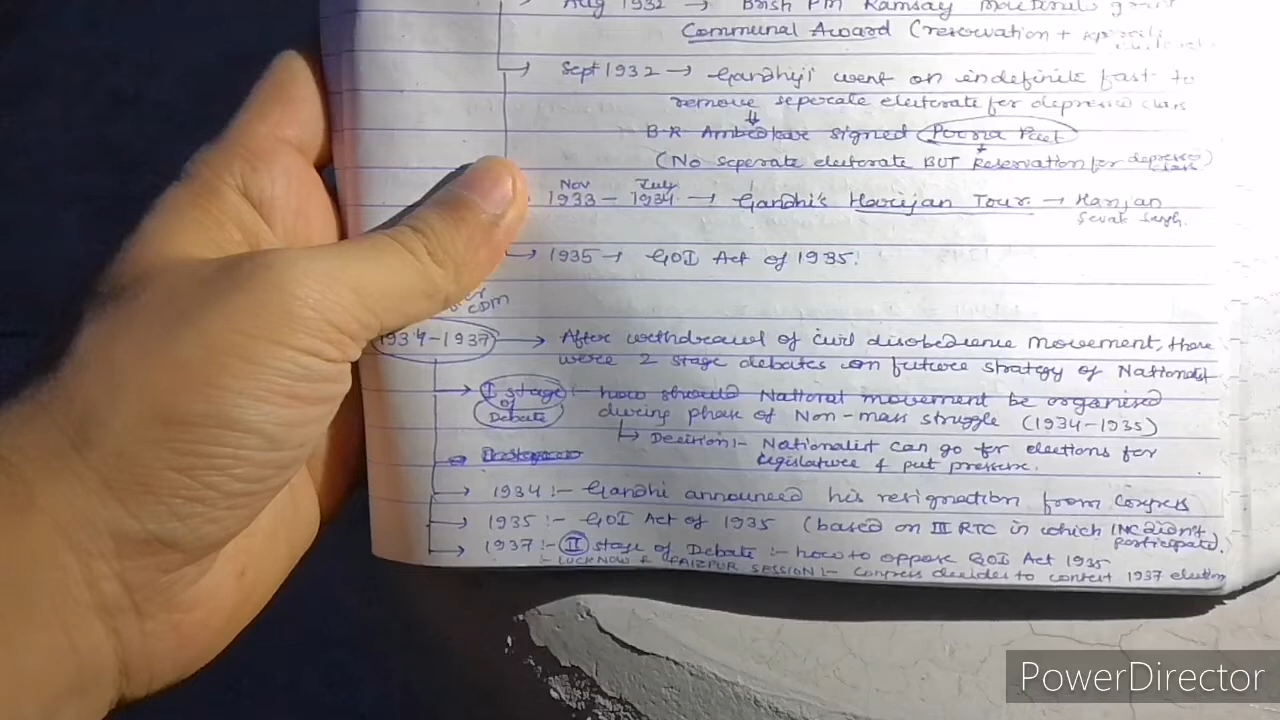 Aug 1932 → Brish PM Ramsay
Communal Award (reservation +
Sept 1932 → Gandhiji went on indefinite fast to
remove seperate electorate for depressed class
B.R Ambedkar signed Poona Pact
(No seperate electorate BUT Reservation for depressed class)
Nov 1933 - July 1934 → Gandhi's Harijan Tour → Harijan
Sevak Sangh.
→ 1935 → GOI Act of 1935.
CDM
1934-1937 → After withdrawl of civil disobedience movement, there
were 2 stage debates on future strategy of Nationalist
→ I stage of Debate :- how should National movement be organised
during phase of Non-mass struggle (1934-1935)
↳ Decision :- Nationalist can go for elections for
legislature & put pressure.
→ 1934 :- Gandhi announced his resignation from Congress
→ 1935 :- GOI Act of 1935 (based on III RTC in which INC didn't participate).
→ 1937 :- II stage of Debate :- how to oppose GOI Act 1935
:- LUCKNOW & FAIZPUR SESSION :- Congress decides to contest 1937 election
PowerDirector